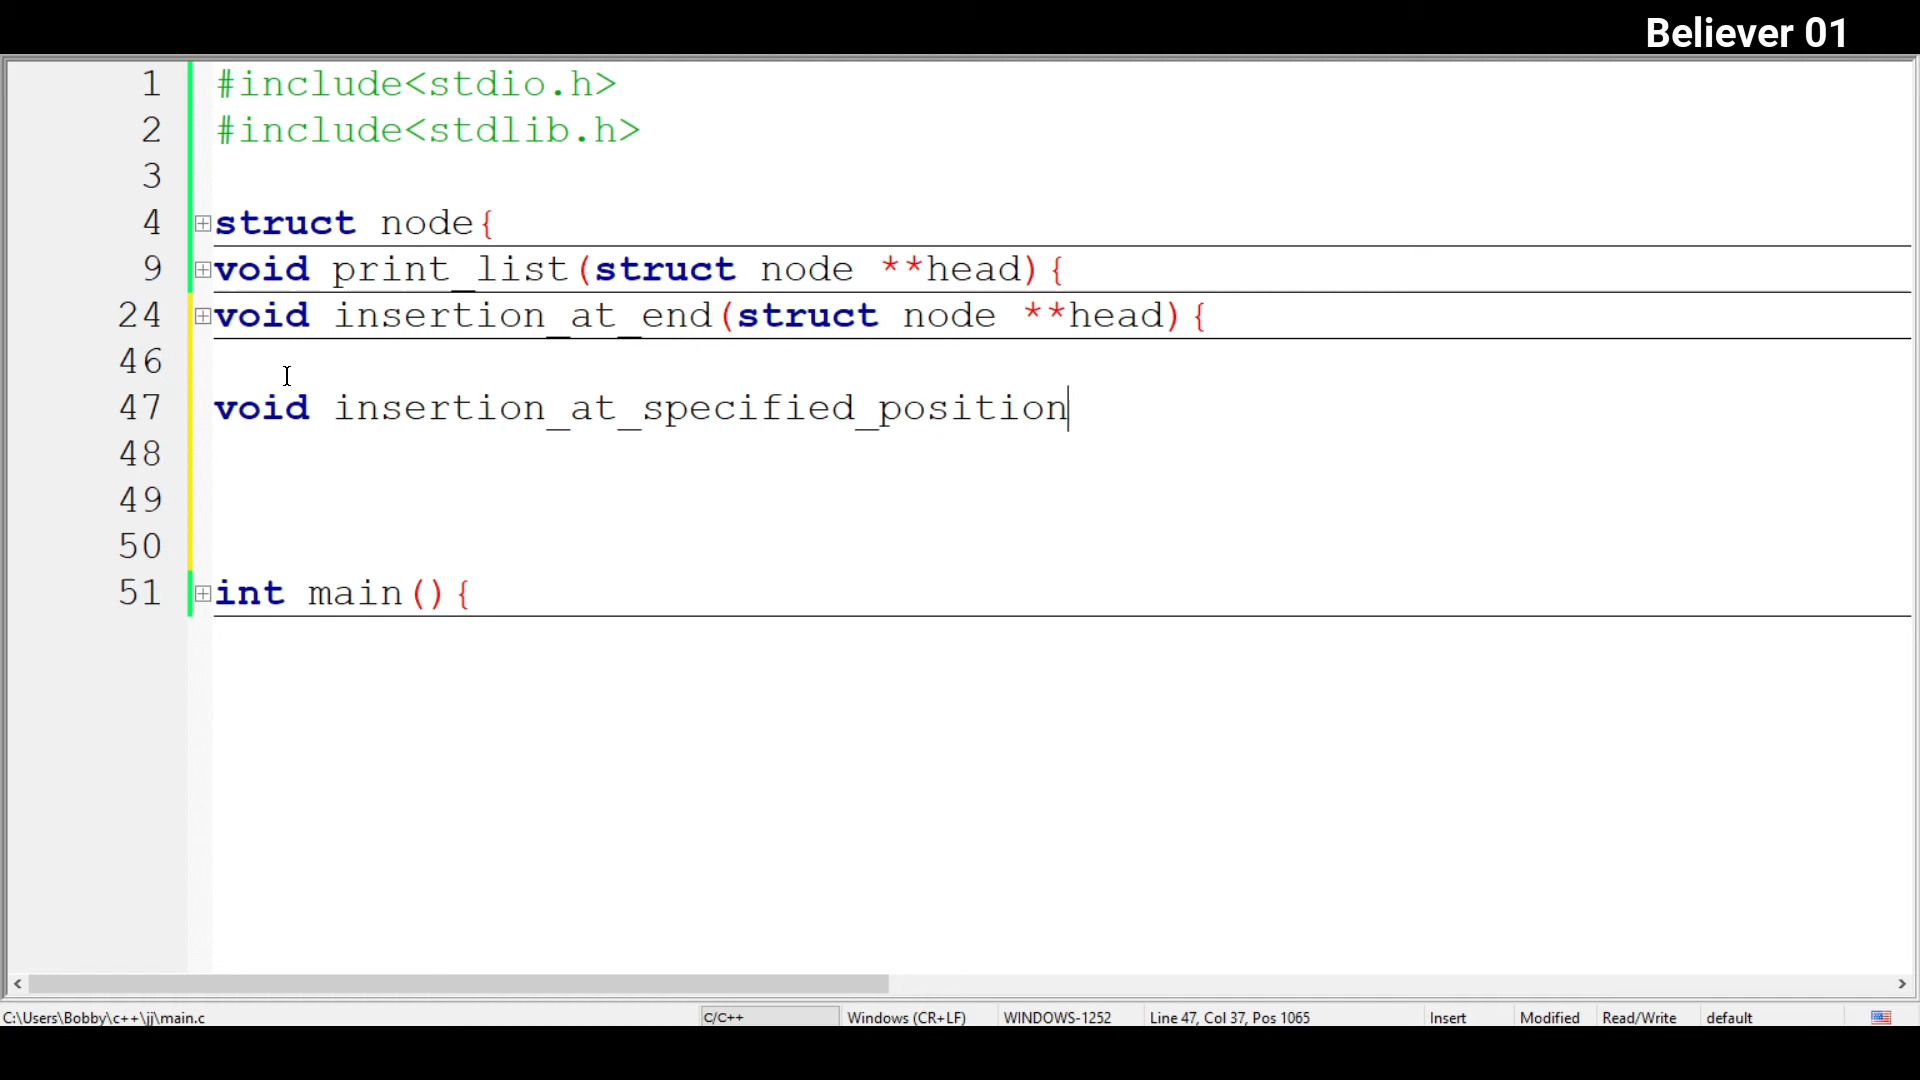 Believer 01
1 #include<stdio.h>
2 #include<stdlib.h>
3
4 struct node{
9 void print_list(struct node **head){
24 void insertion_at_end(struct node **head){
46
47 void insertion_at_specified_position
48
49
50
51 int main(){
C:\Users\Bobby\c++\jj\main.c C/C++ Windows (CR+LF) WINDOWS-1252 Line 47, Col 37, Pos 1065 Insert Modified Read/Write default